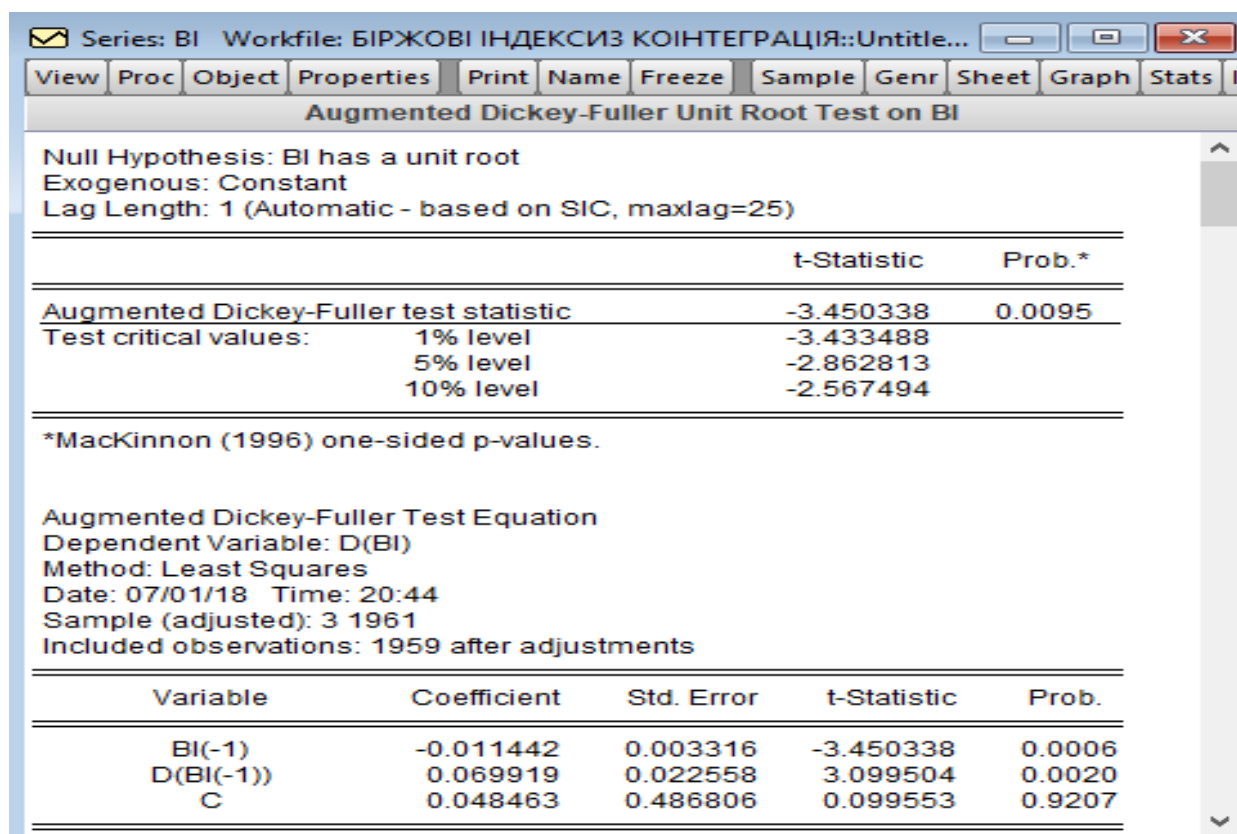 Series: BI Workfile: БІРЖОВІ ІНДЕКСИЗ КОІНТЕГРАЦІЯ::Untitle...
View Proc Object Properties Print Name Freeze Sample Genr Sheet Graph Stats
Augmented Dickey-Fuller Unit Root Test on BI
Null Hypothesis: BI has a unit root
Exogenous: Constant
Lag Length: 1 (Automatic - based on SIC, maxlag=25)
t-Statistic Prob.*
Augmented Dickey-Fuller test statistic -3.450338 0.0095
Test critical values: 1% level -3.433488
5% level -2.862813
10% level -2.567494
*MacKinnon (1996) one-sided p-values.
Augmented Dickey-Fuller Test Equation
Dependent Variable: D(BI)
Method: Least Squares
Date: 07/01/18 Time: 20:44
Sample (adjusted): 3 1961
Included observations: 1959 after adjustments
Variable Coefficient Std. Error t-Statistic Prob.
BI(-1) -0.011442 0.003316 -3.450338 0.0006
D(BI(-1)) 0.069919 0.022558 3.099504 0.0020
C 0.048463 0.486806 0.099553 0.9207